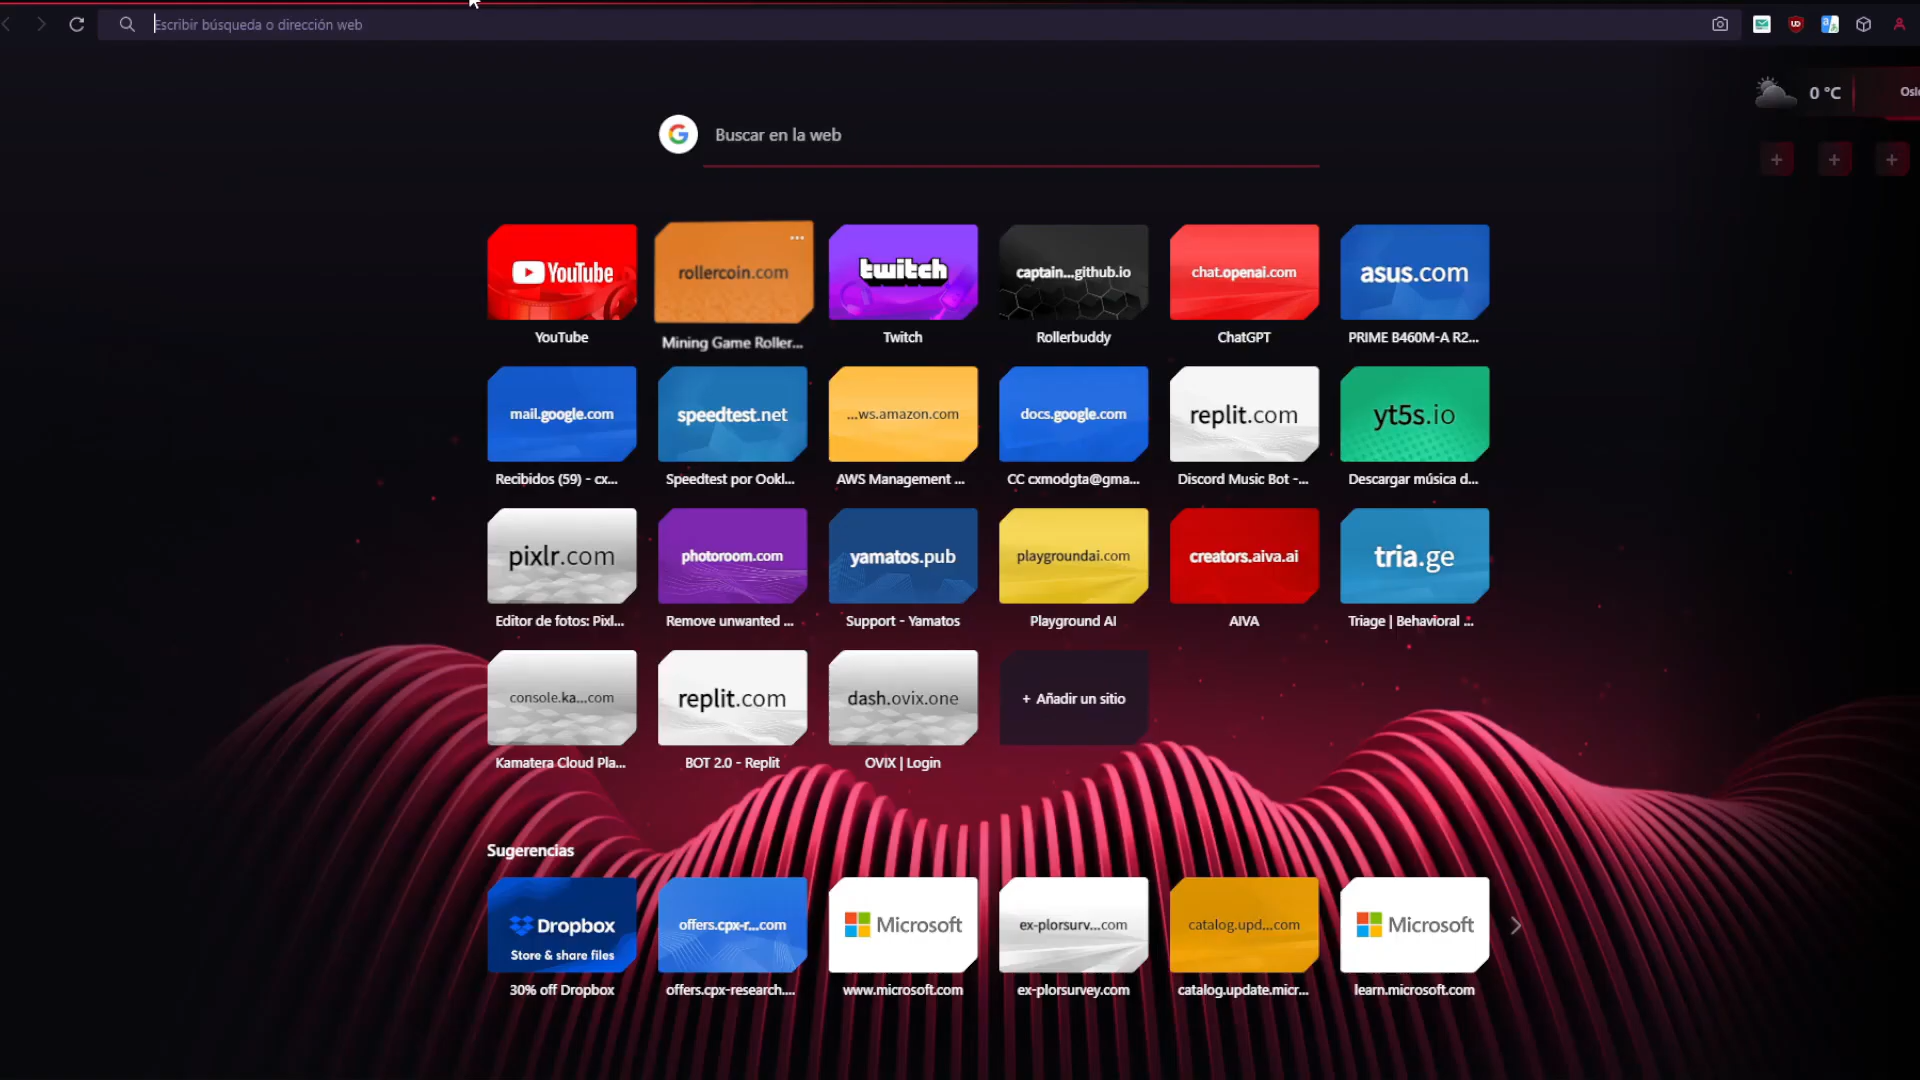 Escribir búsqueda o dirección web
0 °C
Buscar en la web
YouTube
rollercoin.com
twitch
captain...github.io
chat.openai.com
asus.com
YouTube
Mining Game Roller...
Twitch
Rollerbuddy
ChatGPT
PRIME B460M-A R2...
mail.google.com
speedtest.net
...ws.amazon.com
docs.google.com
replit.com
yt5s.io
Recibidos (59) - cx...
Speedtest por Ookl...
AWS Management ...
CC cxmodgta@gma...
Discord Music Bot -...
Descargar música d...
pixlr.com
photoroom.com
yamatos.pub
playgroundai.com
creators.aiva.ai
tria.ge
Editor de fotos: Pixl...
Remove unwanted ...
Support - Yamatos
Playground AI
AIVA
Triage | Behavioral ...
console.ka...com
replit.com
dash.ovix.one
+ Añadir un sitio
Kamatera Cloud Pla...
BOT 2.0 - Replit
OVIX | Login
Sugerencias
Dropbox
Store & share files
offers.cpx-r...com
Microsoft
ex-plorsurv...com
catalog.upd...com
Microsoft
30% off Dropbox
offers.cpx-research....
www.microsoft.com
ex-plorsurvey.com
catalog.update.micr...
learn.microsoft.com